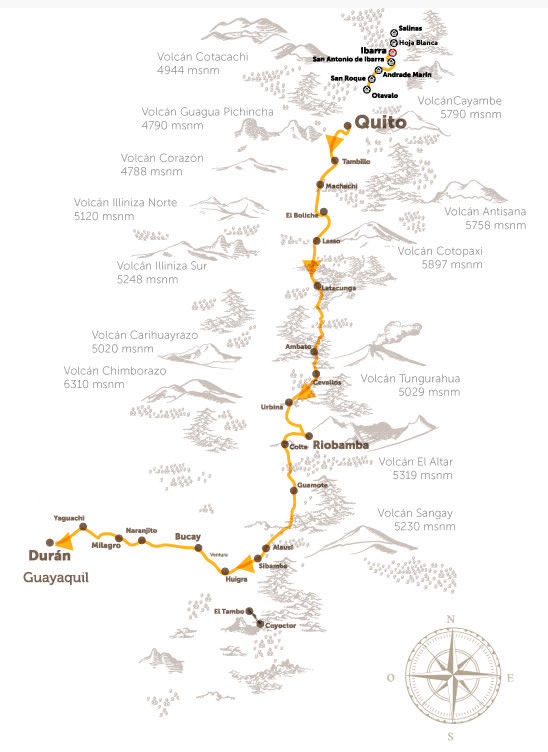 Salinas
Hoja Blanca
Ibarra
San Antonio de Ibarra
Andrade Marín
San Roque
Otavalo
Volcán Cotacachi
4944 msnm
VolcánCayambe
5790 msnm
Volcán Guagua Pichincha
4790 msnm
Quito
Volcán Corazón
4788 msnm
Tambillo
Machachi
Volcán Illiniza Norte
5120 msnm
El Boliche
Volcán Antisana
5758 msnm
Lasso
Volcán Cotopaxi
5897 msnm
Volcán Illiniza Sur
5248 msnm
Latacunga
Volcán Carihuayrazo
5020 msnm
Ambato
Volcán Chimborazo
6310 msnm
Cevallos
Volcán Tungurahua
5029 msnm
Urbina
Riobamba
Colta
Volcán El Altar
5319 msnm
Guamote
Volcán Sangay
5230 msnm
Yaguachi
Naranjito
Milagro
Bucay
Ventura
Alausí
Sibambe
Huigra
Durán
Guayaquil
El Tambo
Coyoctor
N
O
E
S